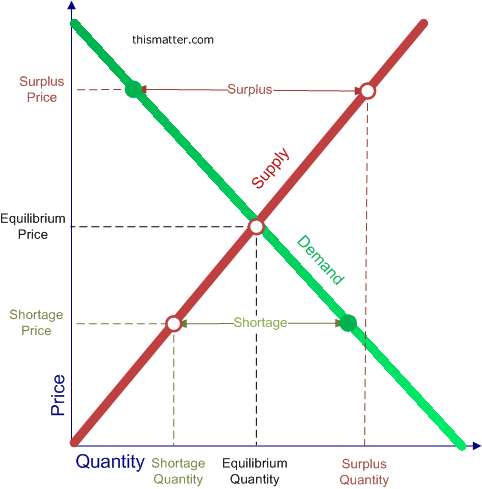 thismatter.com
Surplus
Price
Surplus
Supply
Equilibrium
Price
Demand
Shortage
Price
Shortage
Price
Quantity
Shortage
Quantity
Equilibrium
Quantity
Surplus
Quantity